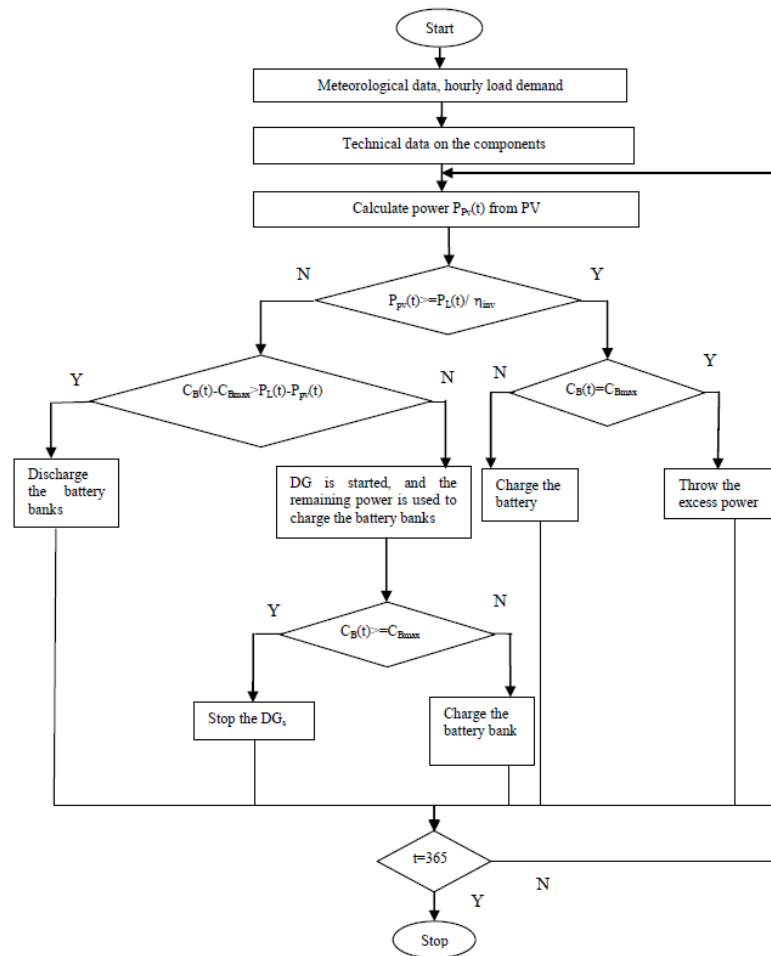 Start
Meteorological data, hourly load demand
Technical data on the components
Calculate power P_Pv(t) from PV
N
Y
P_pv(t)>=P_L(t)/ η_inv
Y
C_B(t)-C_Bmax>P_L(t)-P_pv(t)
N
N
C_B(t)=C_Bmax
Y
Discharge
the battery
banks
DG is started, and the
remaining power is used to
charge the battery banks
Charge the
battery
Throw the
excess power
Y
C_B(t)>=C_Bmax
N
Stop the DG_s
Charge the
battery bank
t=365
N
Y
Stop